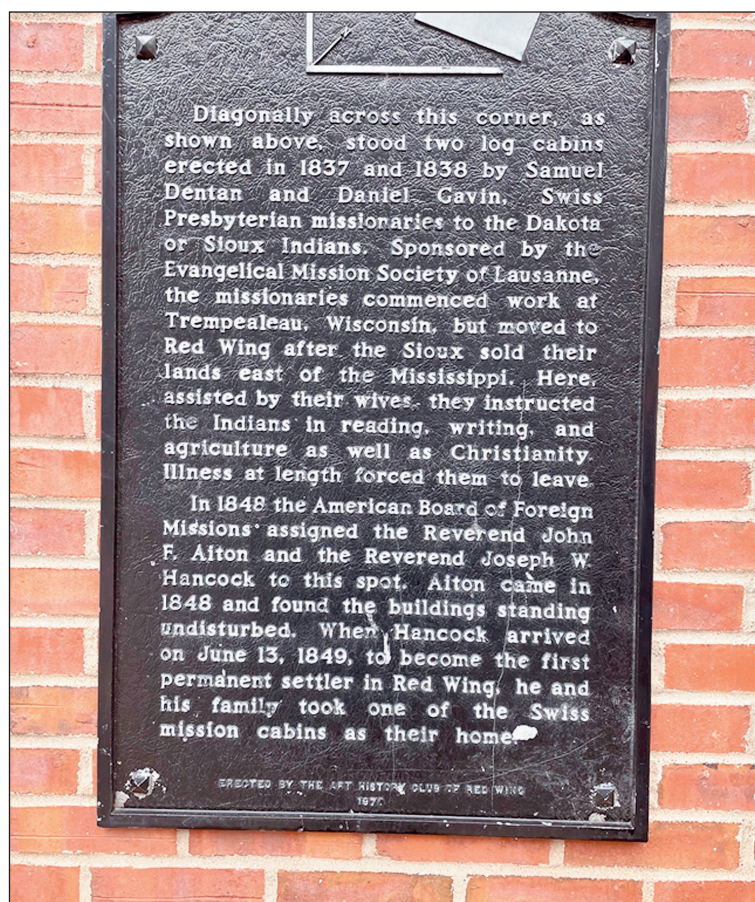 Diagonally across this corner, as
shown above, stood two log cabins
erected in 1837 and 1838 by Samuel
Dentan and Daniel Gavin, Swiss
Presbyterian missionaries to the Dakota
or Sioux Indians. Sponsored by the
Evangelical Mission Society of Lausanne,
the missionaries commenced work at
Trempealeau, Wisconsin, but moved to
Red Wing after the Sioux sold their
lands east of the Mississippi. Here,
assisted by their wives, they instructed
the Indians in reading, writing, and
agriculture as well as Christianity.
Illness at length forced them to leave.
In 1848 the American Board of Foreign
Missions assigned the Reverend John
F. Aiton and the Reverend Joseph W.
Hancock to this spot. Aiton came in
1848 and found the buildings standing
undisturbed. When Hancock arrived
on June 13, 1849, to become the first
permanent settler in Red Wing, he and
his family took one of the Swiss
mission cabins as their home.
ERECTED BY THE ART HISTORY CLUB OF RED WING